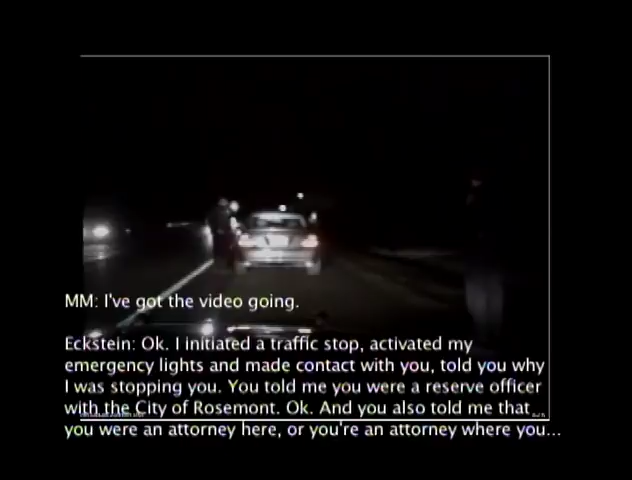 MM: I've got the video going.
Eckstein: Ok. I initiated a traffic stop, activated my
emergency lights and made contact with you, told you why
I was stopping you. You told me you were a reserve officer
with the City of Rosemont. Ok. And you also told me that
you were an attorney here, or you're an attorney where you...